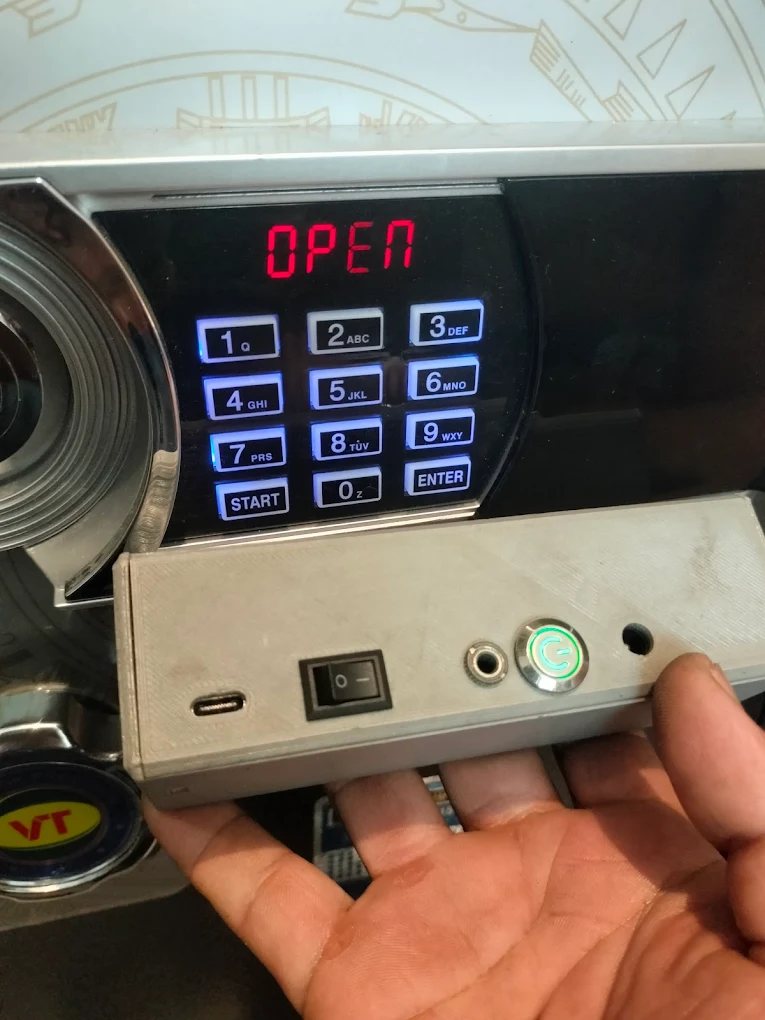 OPEN
1 Q 2 ABC 3 DEF
4 GHI 5 JKL 6 MNO
7 PRS 8 TUV 9 WXY
START 0 Z ENTER
O —
VT